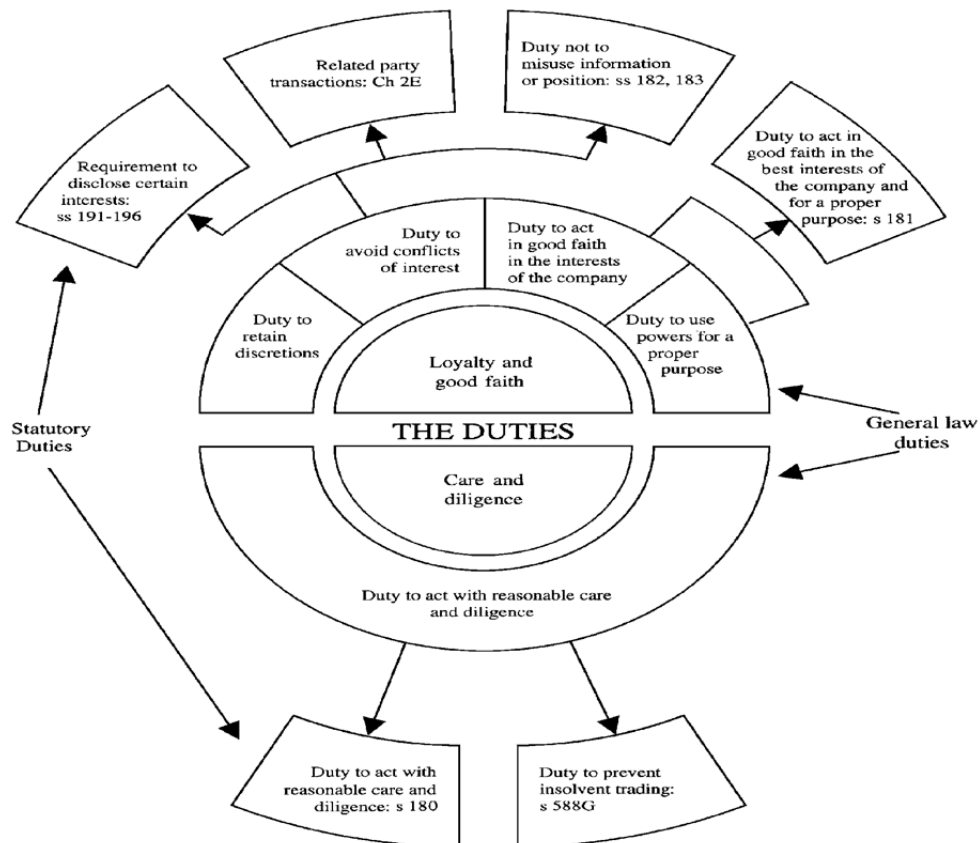 Related party
transactions: Ch 2E
Duty not to
misuse information
or position: ss 182, 183
Requirement to
disclose certain
interests:
ss 191-196
Duty to act in
good faith in the
best interests of
the company and
for a proper
purpose: s 181
Duty to
avoid conflicts
of interest
Duty to act
in good faith
in the interests
of the company
Duty to
retain
discretions
Duty to use
powers for a
proper
purpose
Loyalty and
good faith
Statutory
Duties
THE DUTIES
General law
duties
Care and
diligence
Duty to act with reasonable care
and diligence
Duty to act with
reasonable care and
diligence: s 180
Duty to prevent
insolvent trading:
s 588G